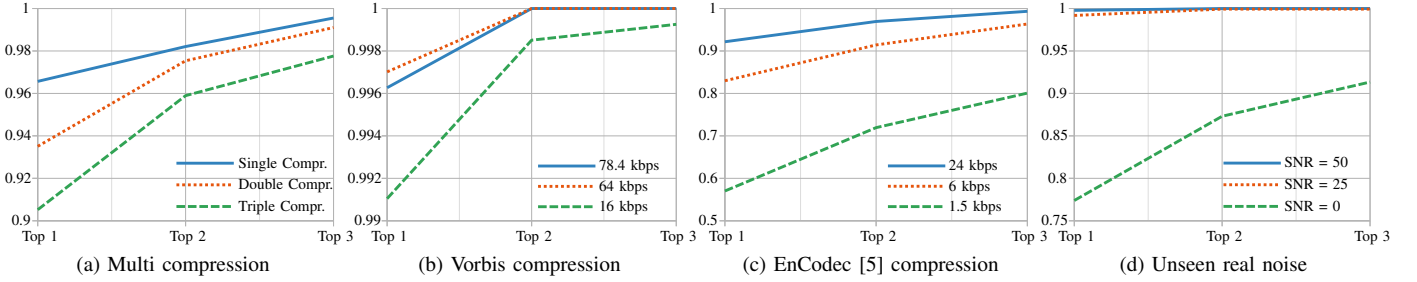 1
0.98
0.96
0.94
0.92
0.9
Single Compr.
Double Compr.
Triple Compr.
Top 1
Top 2
Top 3
(a) Multi compression
1
0.998
0.996
0.994
0.992
0.99
78.4 kbps
64 kbps
16 kbps
Top 1
Top 2
Top 3
(b) Vorbis compression
1
0.9
0.8
0.7
0.6
0.5
24 kbps
6 kbps
1.5 kbps
Top 1
Top 2
Top 3
(c) EnCodec [5] compression
1
0.95
0.9
0.85
0.8
0.75
SNR = 50
SNR = 25
SNR = 0
Top 1
Top 2
Top 3
(d) Unseen real noise